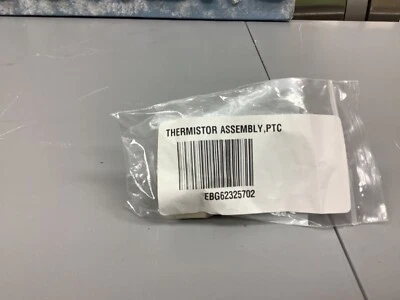 THERMISTOR ASSEMBLY,PTC
EBG62325702